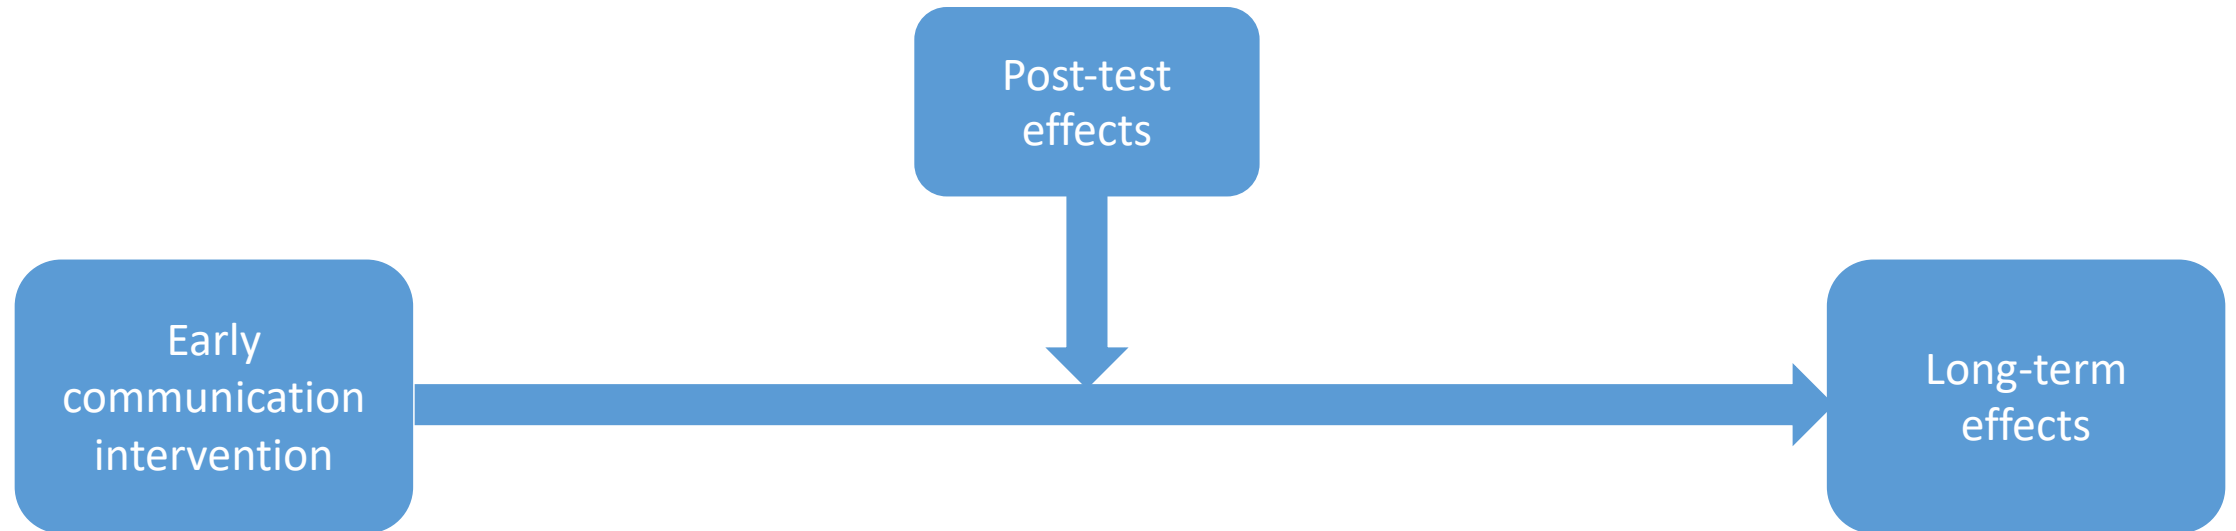 Post-test
effects
Early
communication
intervention
Long-term
effects